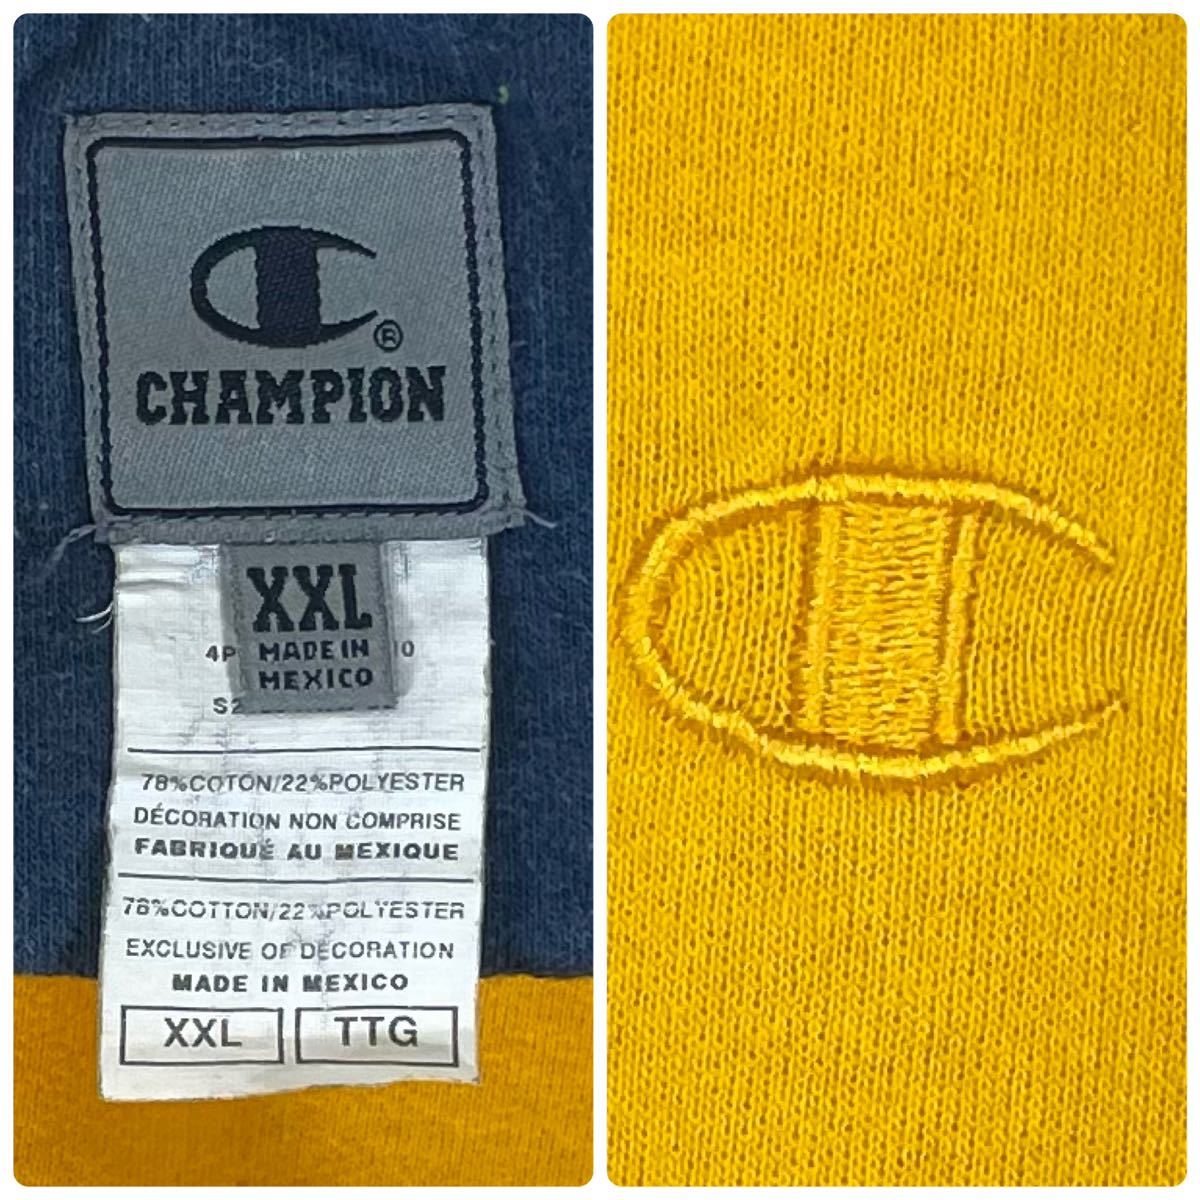 ®
CHAMPION
XXL
MADE IN
MEXICO
78%COTON/22%POLYESTER
DÉCORATION NON COMPRISE
FABRIQUÉ AU MEXIQUE
78%COTTON/22%POLYESTER
EXCLUSIVE OF DECORATION
MADE IN MEXICO
XXL TTG